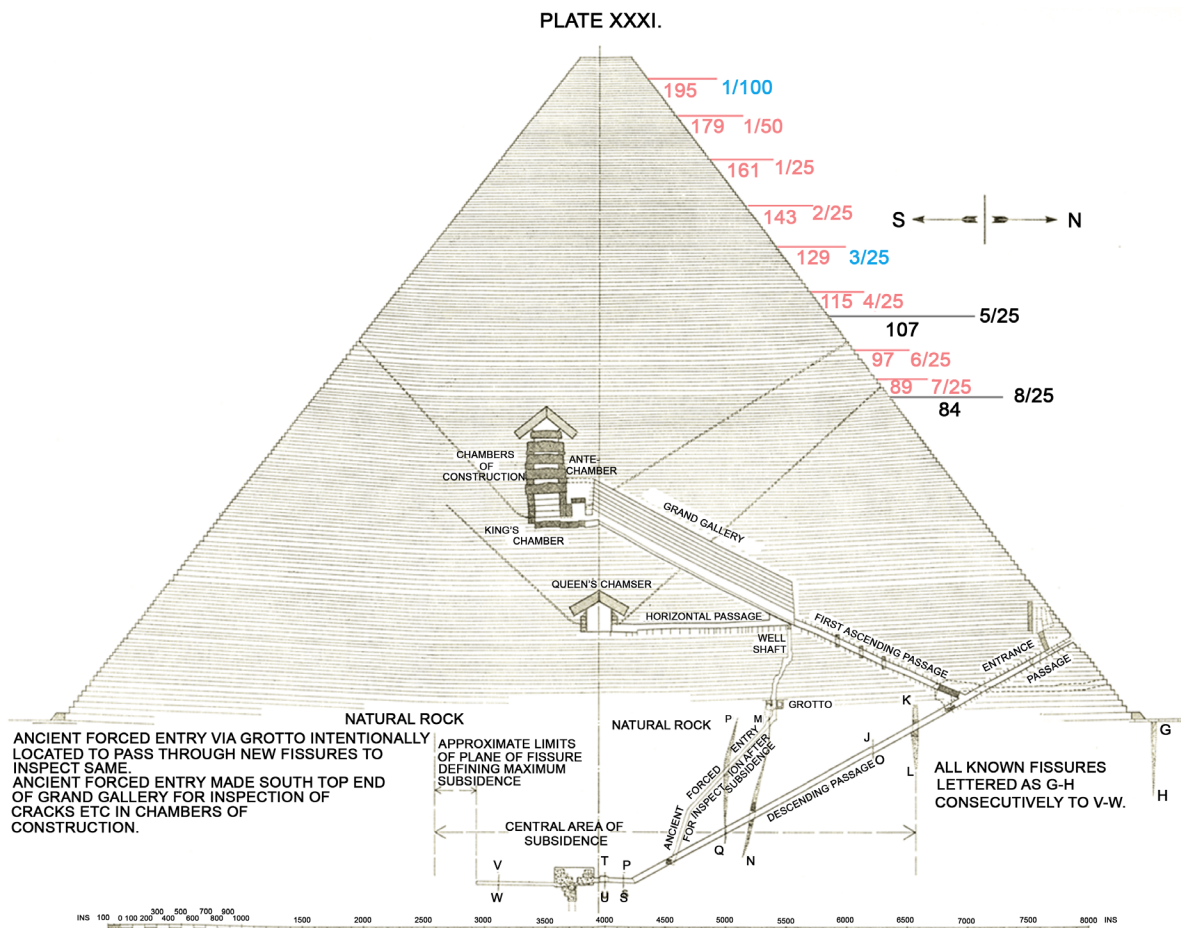 PLATE XXXI.
195 1/100
179 1/50
161 1/25
143 2/25
S N
129 3/25
115 4/25
107 5/25
97 6/25
89 7/25
84 8/25
CHAMBERS
OF
CONSTRUCTION
ANTE-
CHAMBER
GRAND GALLERY
KING'S
CHAMBER
QUEEN'S CHAMSER
HORIZONTAL PASSAGE
WELL
SHAFT
FIRST ASCENDING PASSAGE
ENTRANCE
PASSAGE
GROTTO
K
NATURAL ROCK
NATURAL ROCK
P
M
G
J
O
L
H
ANCIENT FORCED ENTRY VIA GROTTO INTENTIONALLY
LOCATED TO PASS THROUGH NEW FISSURES TO
INSPECT SAME.
ANCIENT FORCED ENTRY MADE SOUTH TOP END
OF GRAND GALLERY FOR INSPECTION OF
CRACKS ETC IN CHAMBERS OF
CONSTRUCTION.
APPROXIMATE LIMITS
OF PLANE OF FISSURE
DEFINING MAXIMUM
SUBSIDENCE
ANCIENT FORCED ENTRY
FOR INSPECTION AFTER
SUBSIDENCE
DESCENDING PASSAGE
ALL KNOWN FISSURES
LETTERED AS G-H
CONSECUTIVELY TO V-W.
CENTRAL AREA OF
SUBSIDENCE
Q
N
V
T
P
W
U
S
INS 100 0 100 200 300 400 500 600 700 800 900 1000 1500 2000 2500 3000 3500 4000 4500 5000 5500 6000 6500 7000 7500 8000 INS